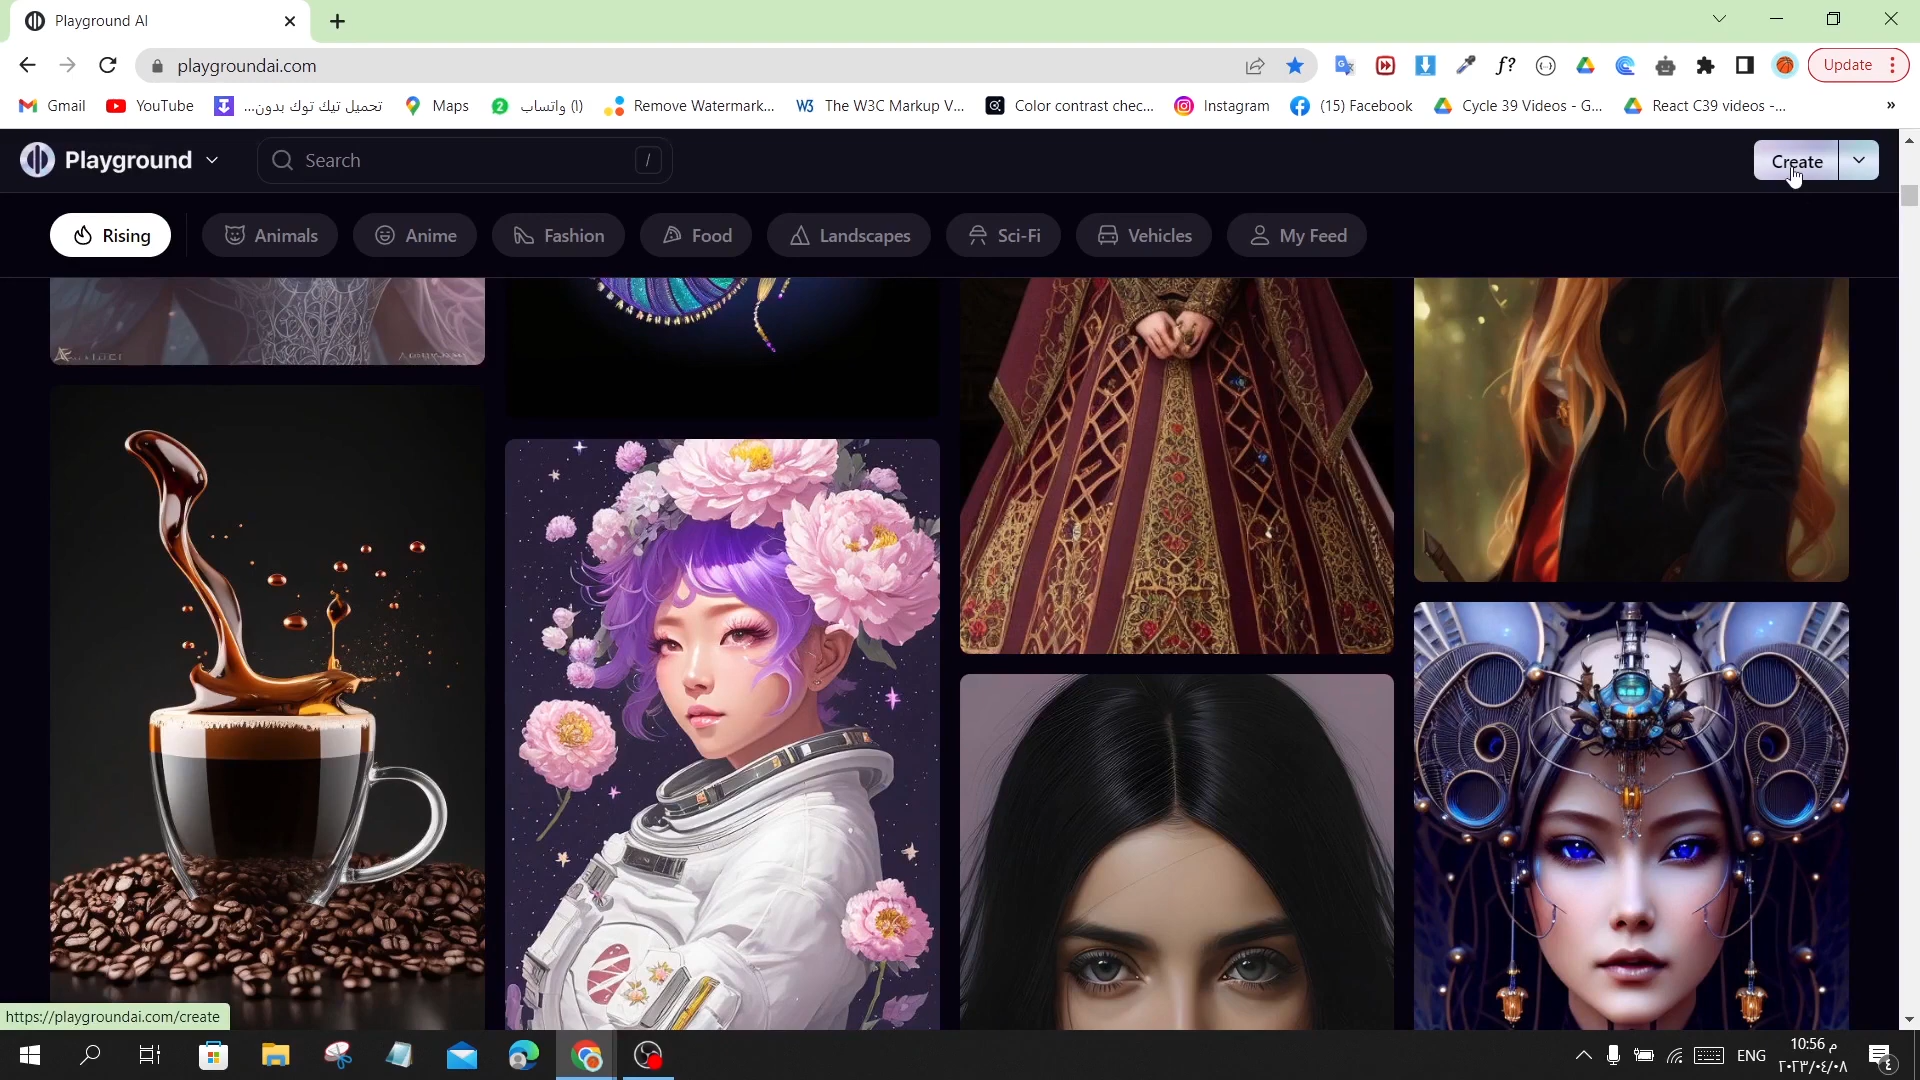 Playground AI
playgroundai.com
Update
Gmail
YouTube
تحميل تيك توك بدون...
Maps
واتساب (1)
Remove Watermark...
The W3C Markup V...
Color contrast chec...
Instagram
(15) Facebook
Cycle 39 Videos - G...
React C39 videos -...
»
Playground
Search
/
Create
Rising
Animals
Anime
Fashion
Food
Landscapes
Sci-Fi
Vehicles
My Feed
https://playgroundai.com/create
ENG
10:56 م
٢٠٢٣/٠٤/٠٨
٤